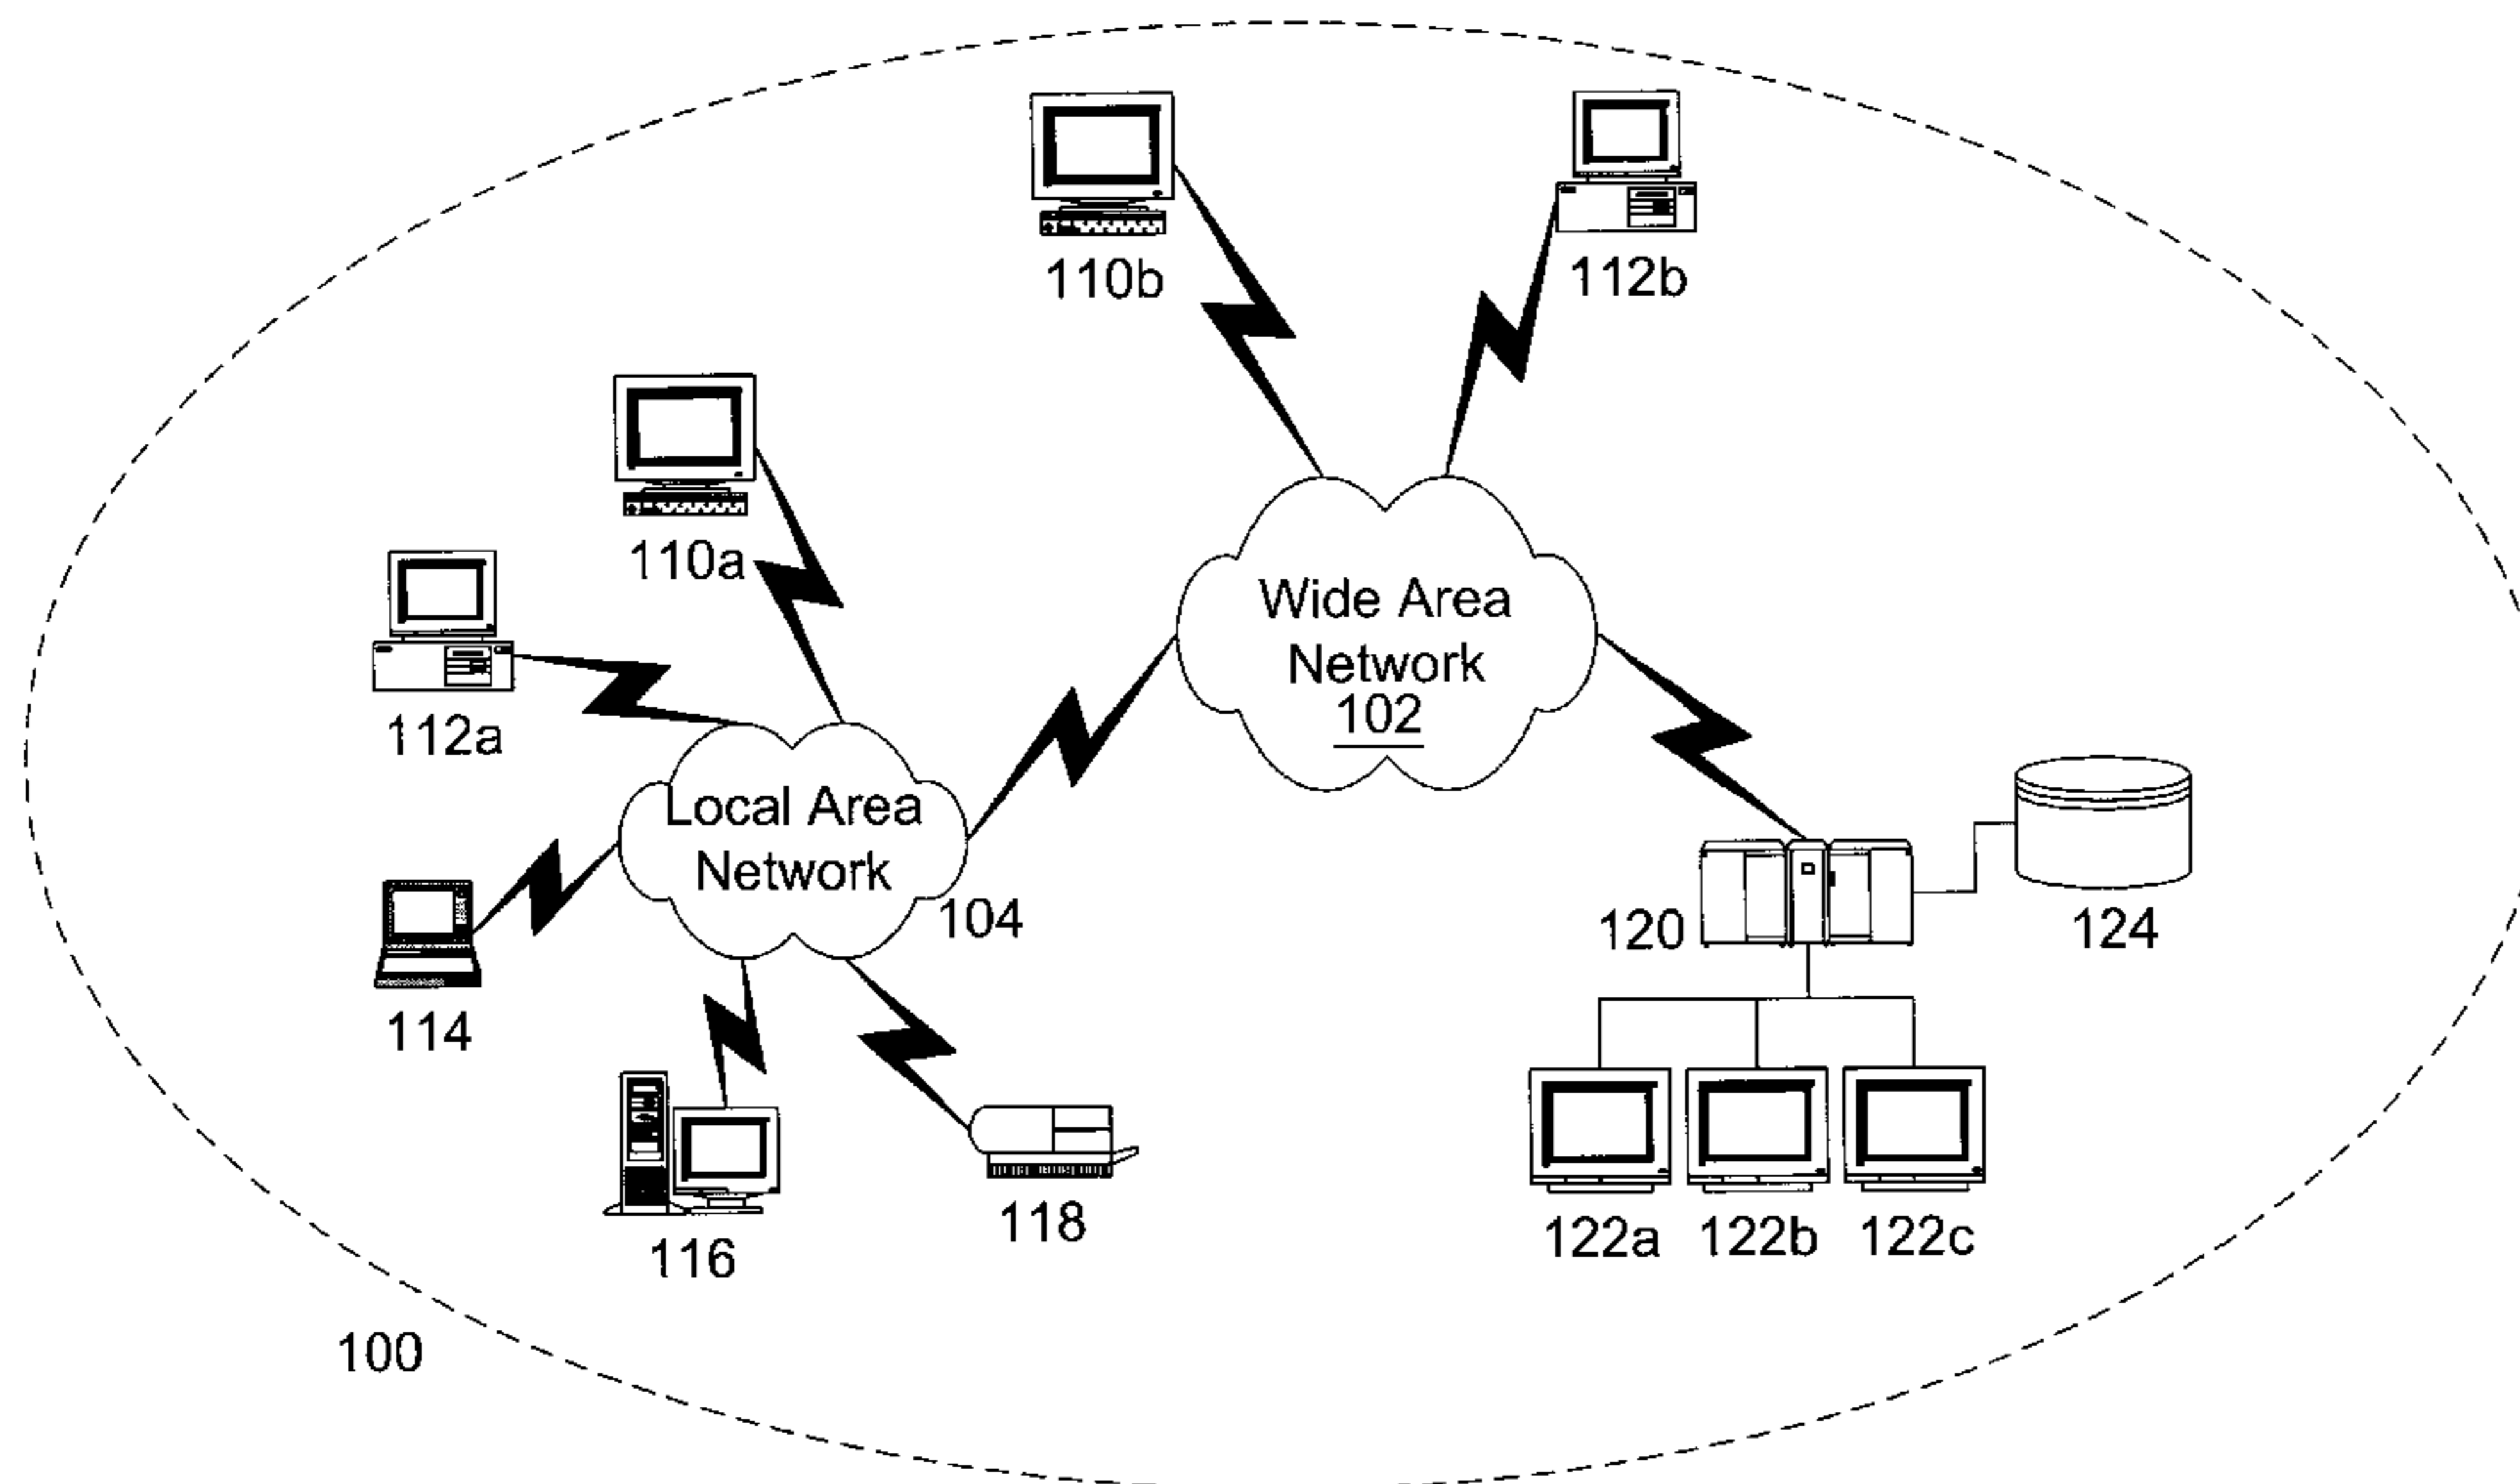 110b
112b
110a
112a
Wide Area
Network
102
Local Area
Network
104
114
116
118
120
124
122a
122b
122c
100